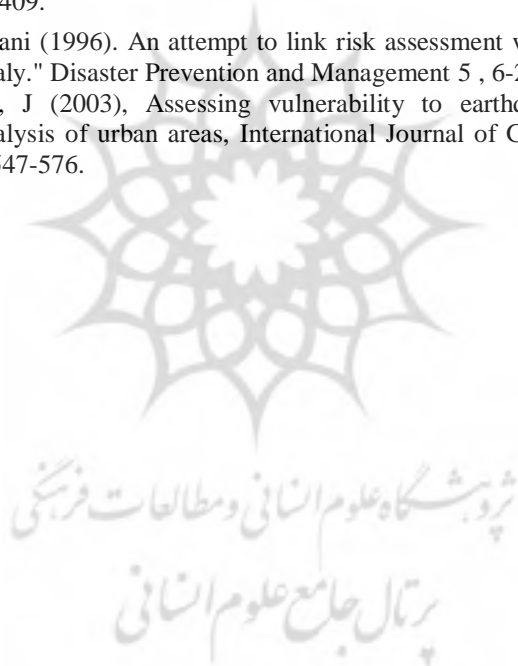 409.
ani (1996). An attempt to link risk assessment
aly." Disaster Prevention and Management 5 , 6-
, J (2003), Assessing vulnerability to
alysis of urban areas, International Journal of
547-576.
پژوهشگاه علوم انسانی و مطالعات فرهنگی
پرتال جامع علوم انسانی